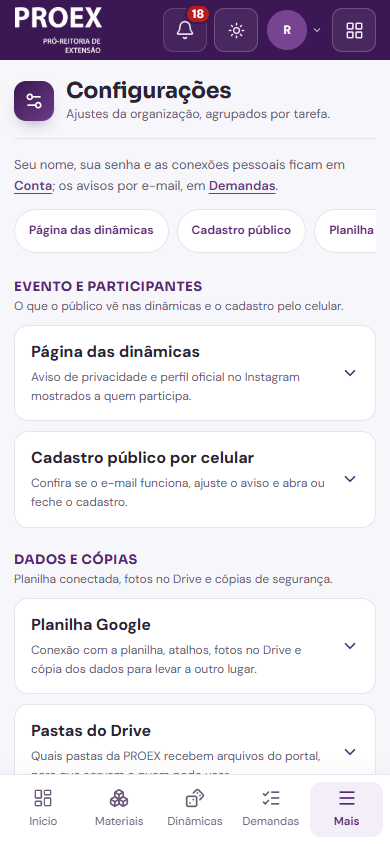 PROEX
PRÓ-REITORIA DE
EXTENSÃO
18
R
Configurações
Ajustes da organização, agrupados por tarefa.
Seu nome, sua senha e as conexões pessoais ficam em
Conta; os avisos por e-mail, em Demandas.
Página das dinâmicas
Cadastro público
Planilha
EVENTO E PARTICIPANTES
O que o público vê nas dinâmicas e o cadastro pelo celular.
Página das dinâmicas
Aviso de privacidade e perfil oficial no Instagram
mostrados a quem participa.
Cadastro público por celular
Confira se o e-mail funciona, ajuste o aviso e abra ou
feche o cadastro.
DADOS E CÓPIAS
Planilha conectada, fotos no Drive e cópias de segurança.
Planilha Google
Conexão com a planilha, atalhos, fotos no Drive e
cópia dos dados para levar a outro lugar.
Pastas do Drive
Quais pastas da PROEX recebem arquivos do portal,
Início
Materiais
Dinâmicas
Demandas
Mais